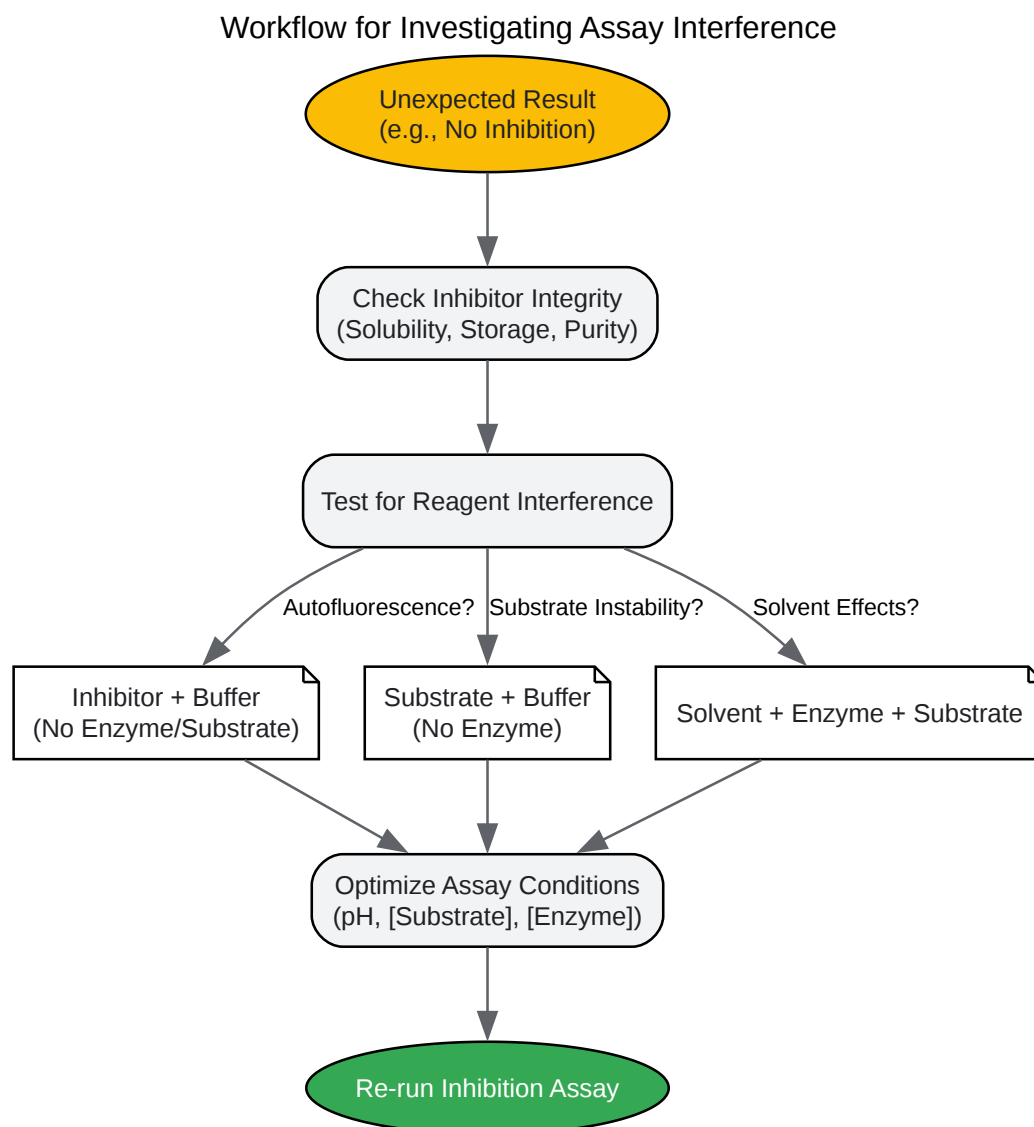 Workflow for Investigating Assay Interference
Unexpected Result
(e.g., No Inhibition)
Check Inhibitor Integrity
(Solubility, Storage, Purity)
Test for Reagent Interference
Autofluorescence?
Substrate Instability?
Solvent Effects?
Inhibitor + Buffer
(No Enzyme/Substrate)
Substrate + Buffer
(No Enzyme)
Solvent + Enzyme + Substrate
Optimize Assay Conditions
(pH, [Substrate], [Enzyme])
Re-run Inhibition Assay